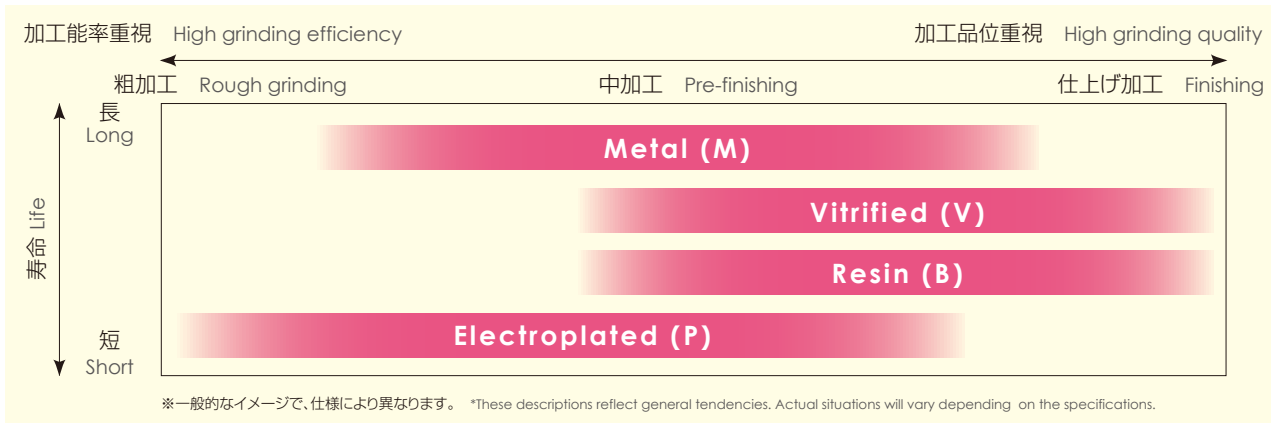 加工能率重視 High grinding efficiency 加工品位重視 High grinding quality
粗加工 Rough grinding 中加工 Pre-finishing 仕上げ加工 Finishing
長
Long
Metal (M)
Vitrified (V)
寿命 Life
Resin (B)
Electroplated (P)
短
Short
※一般的なイメージで、仕様により異なります。 *These descriptions reflect general tendencies. Actual situations will vary depending on the specifications.